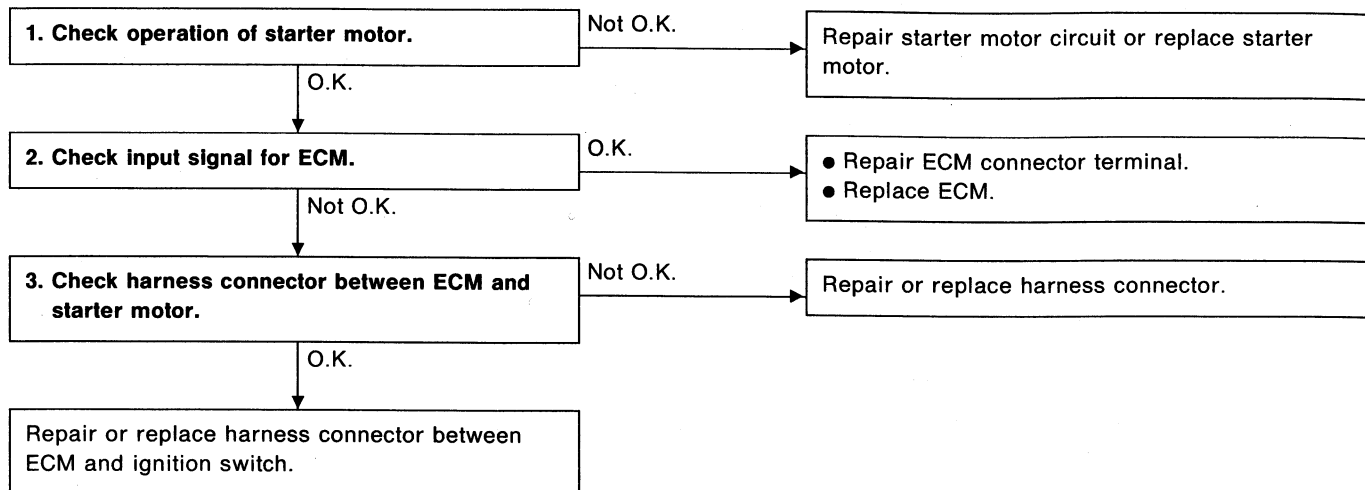 1. Check operation of starter motor.
Not O.K.
Repair starter motor circuit or replace starter
motor.
O.K.
2. Check input signal for ECM.
O.K.
● Repair ECM connector terminal.
● Replace ECM.
Not O.K.
3. Check harness connector between ECM and
starter motor.
Not O.K.
Repair or replace harness connector.
O.K.
Repair or replace harness connector between
ECM and ignition switch.